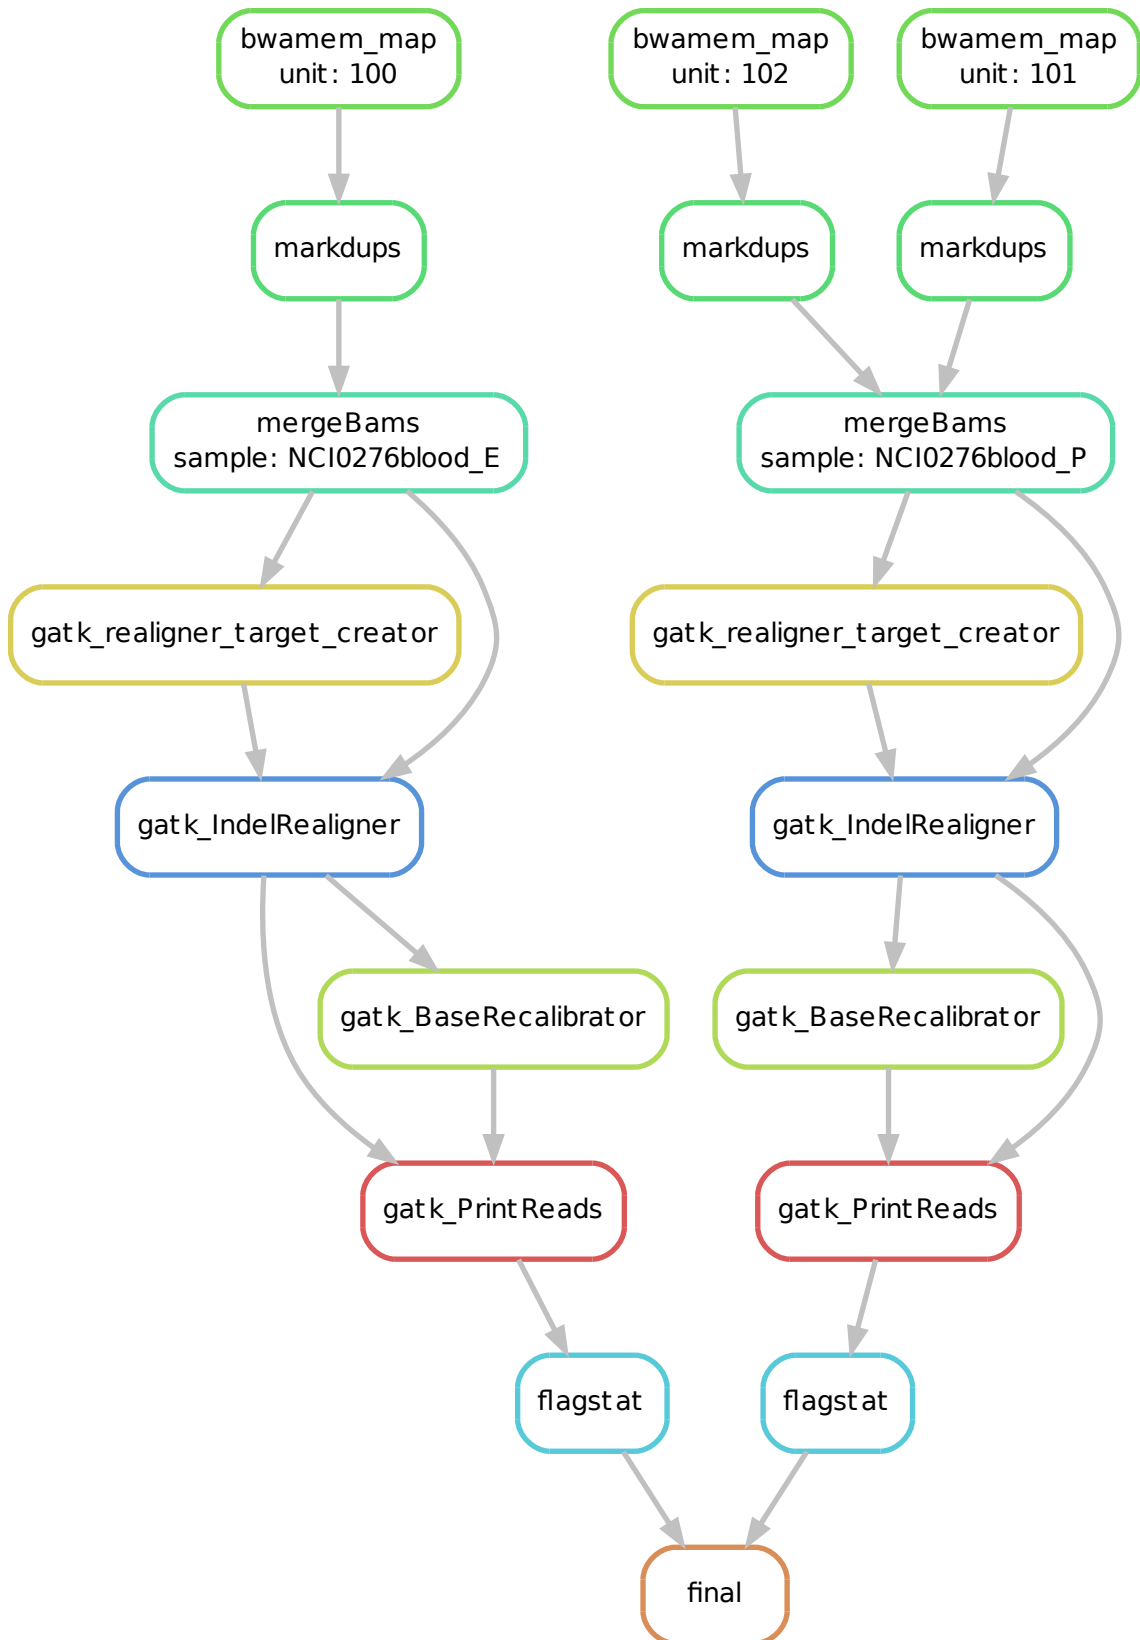 bwamem_map
unit: 100
bwamem_map
unit: 102
bwamem_map
unit: 101
markdups
markdups
markdups
mergeBams
sample: NCI0276blood_E
mergeBams
sample: NCI0276blood_P
gatk_realigner_target_creator
gatk_realigner_target_creator
gatk_IndelRealigner
gatk_IndelRealigner
gatk_BaseRecalibrator
gatk_BaseRecalibrator
gatk_PrintReads
gatk_PrintReads
flagstat
flagstat
final